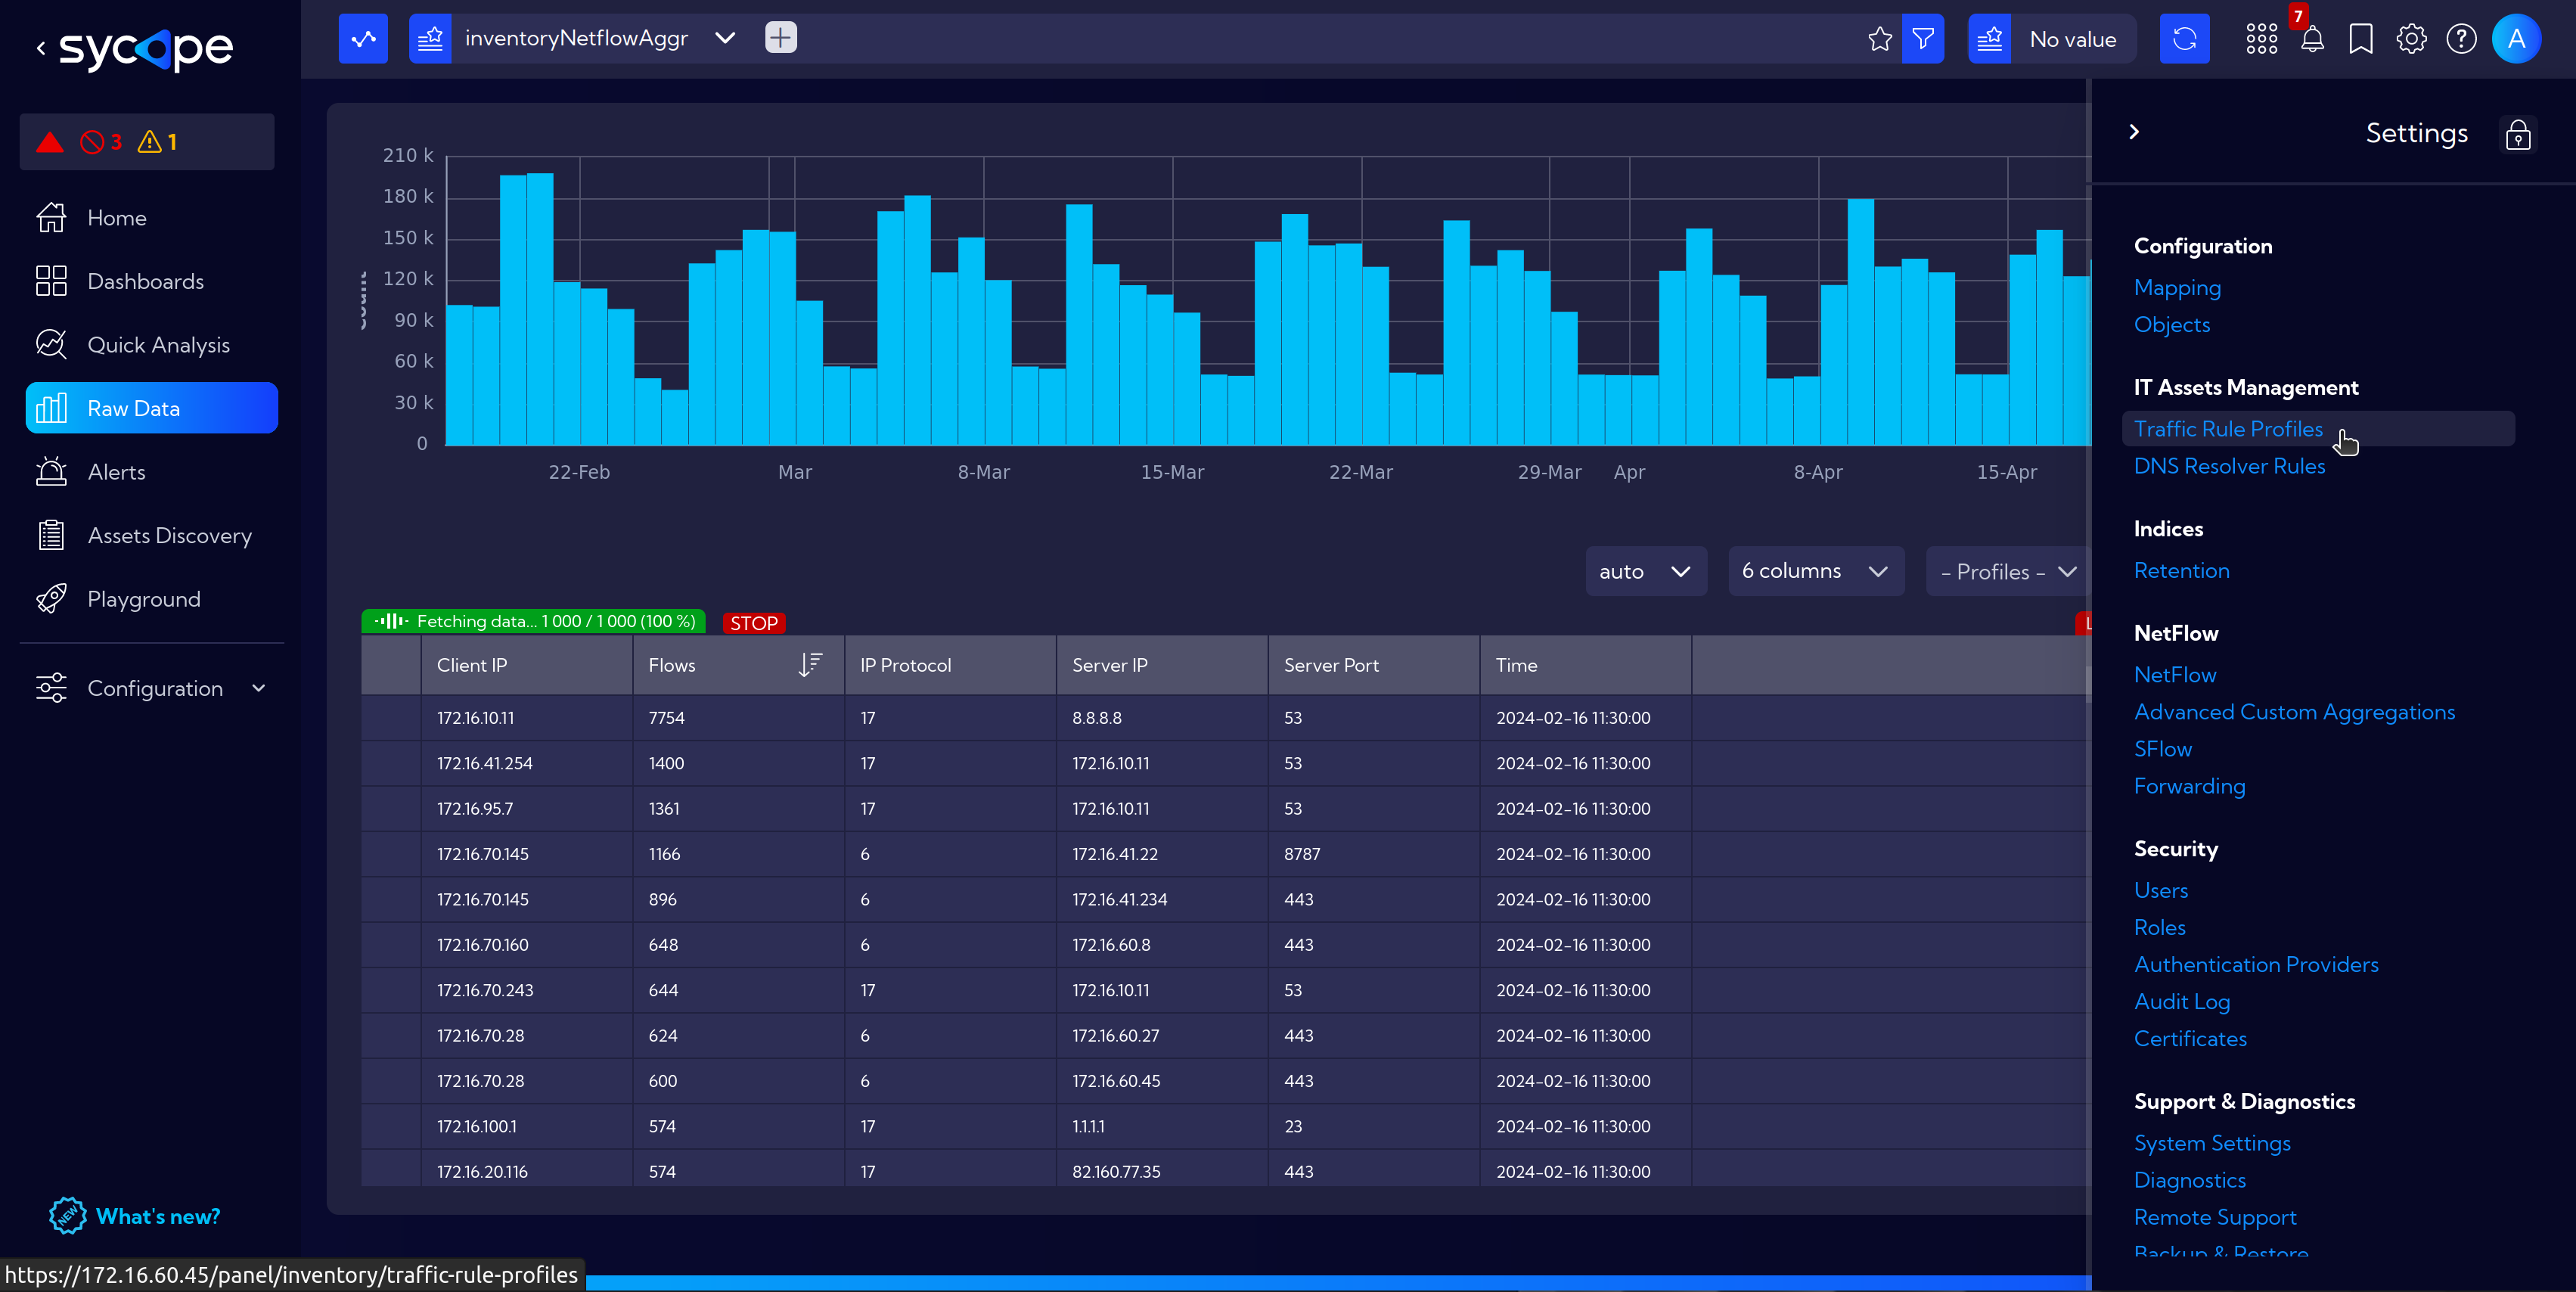 sycope
3
1
Home
Dashboards
Quick Analysis
Raw Data
Alerts
Assets Discovery
Playground
Configuration
NEW
What's new?
https://172.16.60.45/panel/inventory/traffic-rule-profiles
inventoryNetflowAggr
No value
7
A
210 k
180 k
150 k
120 k
90 k
60 k
30 k
0
22-Feb Mar 8-Mar 15-Mar 22-Mar 29-Mar Apr 8-Apr 15-Apr
auto 6 columns - Profiles -
Fetching data... 1 000 / 1 000 (100 %) STOP
Client IP Flows IP Protocol Server IP Server Port Time
172.16.10.11 7754 17 8.8.8.8 53 2024-02-16 11:30:00
172.16.41.254 1400 17 172.16.10.11 53 2024-02-16 11:30:00
172.16.95.7 1361 17 172.16.10.11 53 2024-02-16 11:30:00
172.16.70.145 1166 6 172.16.41.22 8787 2024-02-16 11:30:00
172.16.70.145 896 6 172.16.41.234 443 2024-02-16 11:30:00
172.16.70.160 648 6 172.16.60.8 443 2024-02-16 11:30:00
172.16.70.243 644 17 172.16.10.11 53 2024-02-16 11:30:00
172.16.70.28 624 6 172.16.60.27 443 2024-02-16 11:30:00
172.16.70.28 600 6 172.16.60.45 443 2024-02-16 11:30:00
172.16.100.1 574 17 1.1.1.1 23 2024-02-16 11:30:00
172.16.20.116 574 17 82.160.77.35 443 2024-02-16 11:30:00
Settings
Configuration
Mapping
Objects
IT Assets Management
Traffic Rule Profiles
DNS Resolver Rules
Indices
Retention
NetFlow
NetFlow
Advanced Custom Aggregations
SFlow
Forwarding
Security
Users
Roles
Authentication Providers
Audit Log
Certificates
Support & Diagnostics
System Settings
Diagnostics
Remote Support
Backup & Restore